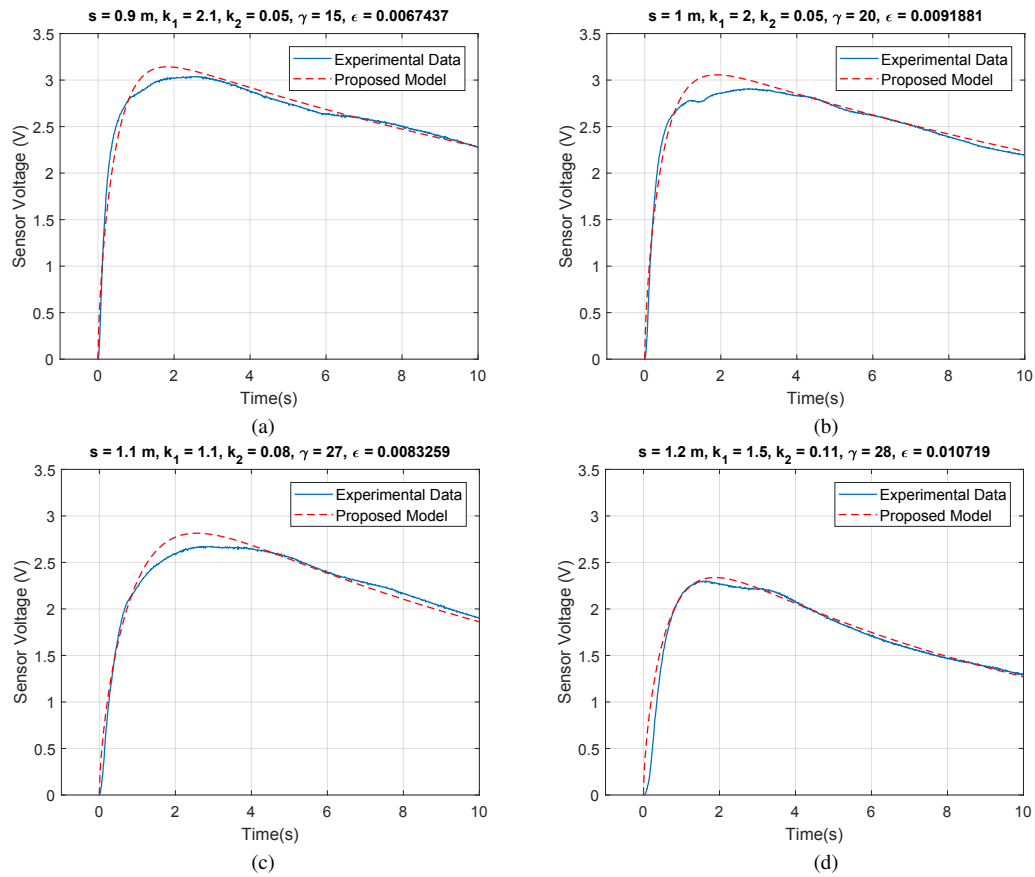 s = 0.9 m, k1 = 2.1, k2 = 0.05, γ = 15, ϵ = 0.0067437
3.5
3
2.5
2
1.5
1
0.5
0
Sensor Voltage (V)
Experimental Data
Proposed Model
0 2 4 6 8 10
Time(s)
(a)
s = 1 m, k1 = 2, k2 = 0.05, γ = 20, ϵ = 0.0091881
3.5
3
2.5
2
1.5
1
0.5
0
Sensor Voltage (V)
Experimental Data
Proposed Model
0 2 4 6 8 10
Time(s)
(b)
s = 1.1 m, k1 = 1.1, k2 = 0.08, γ = 27, ϵ = 0.0083259
3.5
3
2.5
2
1.5
1
0.5
0
Sensor Voltage (V)
Experimental Data
Proposed Model
0 2 4 6 8 10
Time(s)
(c)
s = 1.2 m, k1 = 1.5, k2 = 0.11, γ = 28, ϵ = 0.010719
3.5
3
2.5
2
1.5
1
0.5
0
Sensor Voltage (V)
Experimental Data
Proposed Model
0 2 4 6 8 10
Time(s)
(d)